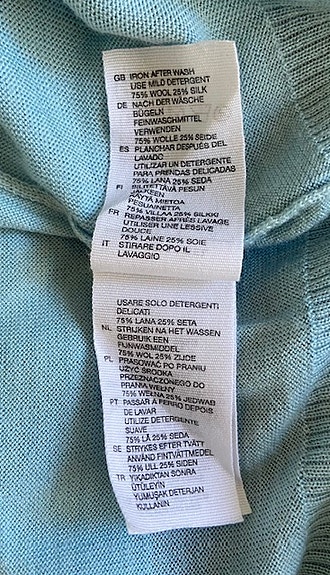 GB IRON AFTER WASH
USE MILD DETERGENT
75% WOOL 25% SILK
DE NACH DER WÄSCHE
BÜGELN
FEINWASCHMITTEL
VERWENDEN
75% WOLLE 25% SEIDE
ES PLANCHAR DESPUÉS DEL
LAVADO
UTILIZAR UN DETERGENTE
PARA PRENDAS DELICADAS
75% LANA 25% SEDA
FI SILITETTÄVÄ PESUN
JÄLKEEN
KÄYTÄ MIETOA
PESUAINETTA
75% VILLAA 25% SILKKI
FR REPASSER APRÈS LAVAGE
UTILISER UNE LESSIVE
DOUCE
75% LAINE 25% SOIE
IT STIRARE DOPO IL
LAVAGGIO
USARE SOLO DETERGENTI
DELICATI
75% LANA 25% SETA
NL STRIJKEN NA HET WASSEN
GEBRUIK EEN
FIJNWASMIDDEL
75% WOL 25% ZIJDE
PL PRASOWAĆ PO PRANIU
UŻYĆ ŚRODKA
PRZEZNACZONEGO DO
PRANIA WEŁNY
75% WEŁNA 25% JEDWAB
PT PASSAR A FERRO DEPOIS
DE LAVAR
UTILIZE DETERGENTE
SUAVE
75% LÃ 25% SEDA
SE STRYKES EFTER TVÄTT
ANVÄND FINTVÄTTMEDEL
75% ULL 25% SIDEN
TR YIKADIKTAN SONRA
ÜTÜLEYİN
YUMUŞAK DETERJAN
KULLANIN